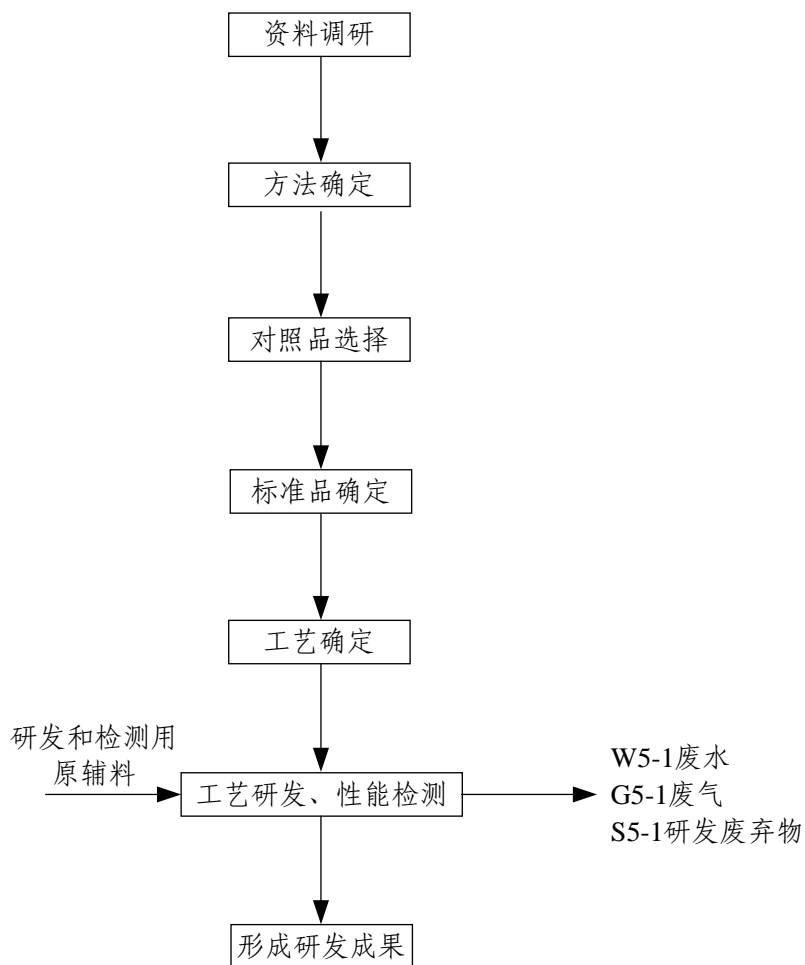 资料调研
方法确定
对照品选择
标准品确定
工艺确定
研发和检测用
原辅料
工艺研发、性能检测
W5-1废水
G5-1废气
S5-1研发废弃物
形成研发成果